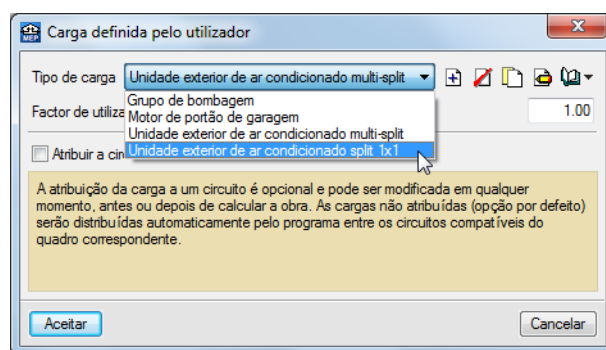 MEP Carga definida pelo utilizador
Tipo de carga Unidade exterior de ar condicionado multi-split
Factor de utiliza 1.00
Grupo de bombagem
Motor de portão de garagem
Unidade exterior de ar condicionado multi-split
Unidade exterior de ar condicionado split 1x1
Atribuir a cir
A atribuição da carga a um circuito é opcional e pode ser modificada em qualquer
momento, antes ou depois de calcular a obra. As cargas não atribuídas (opção por defeito)
serão distribuídas automaticamente pelo programa entre os circuitos compatíveis do
quadro correspondente.
Aceitar Cancelar